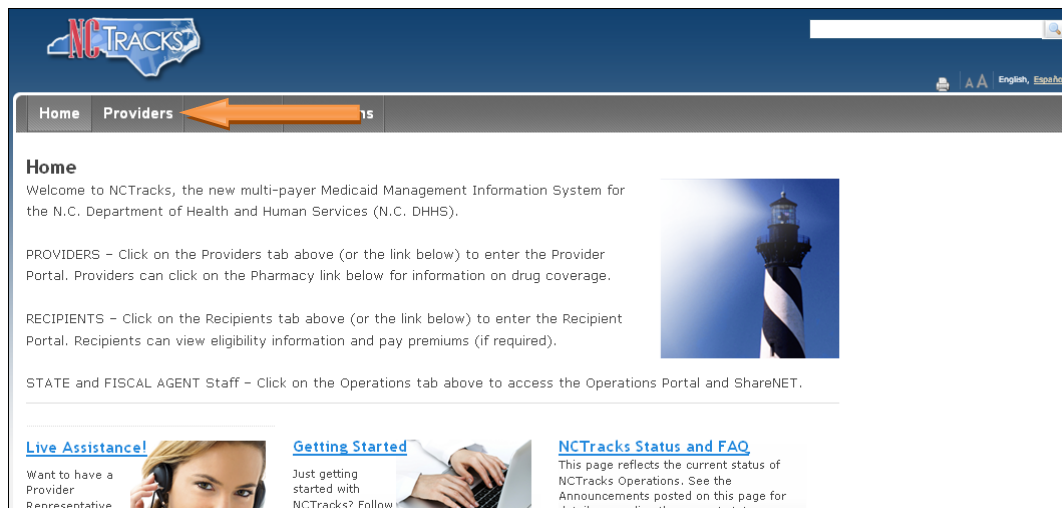 NCTRACKS
English, Españo
Home Providers ns
Home
Welcome to NCTracks, the new multi-payer Medicaid Management Information System for
the N.C. Department of Health and Human Services (N.C. DHHS).
PROVIDERS – Click on the Providers tab above (or the link below) to enter the Provider
Portal. Providers can click on the Pharmacy link below for information on drug coverage.
RECIPIENTS – Click on the Recipients tab above (or the link below) to enter the Recipient
Portal. Recipients can view eligibility information and pay premiums (if required).
STATE and FISCAL AGENT Staff – Click on the Operations tab above to access the Operations Portal and ShareNET.
Live Assistance!
Want to have a
Provider
Representative
Getting Started
Just getting
started with
NCTracks? Follow
NCTracks Status and FAQ
This page reflects the current status of
NCTracks Operations. See the
Announcements posted on this page for